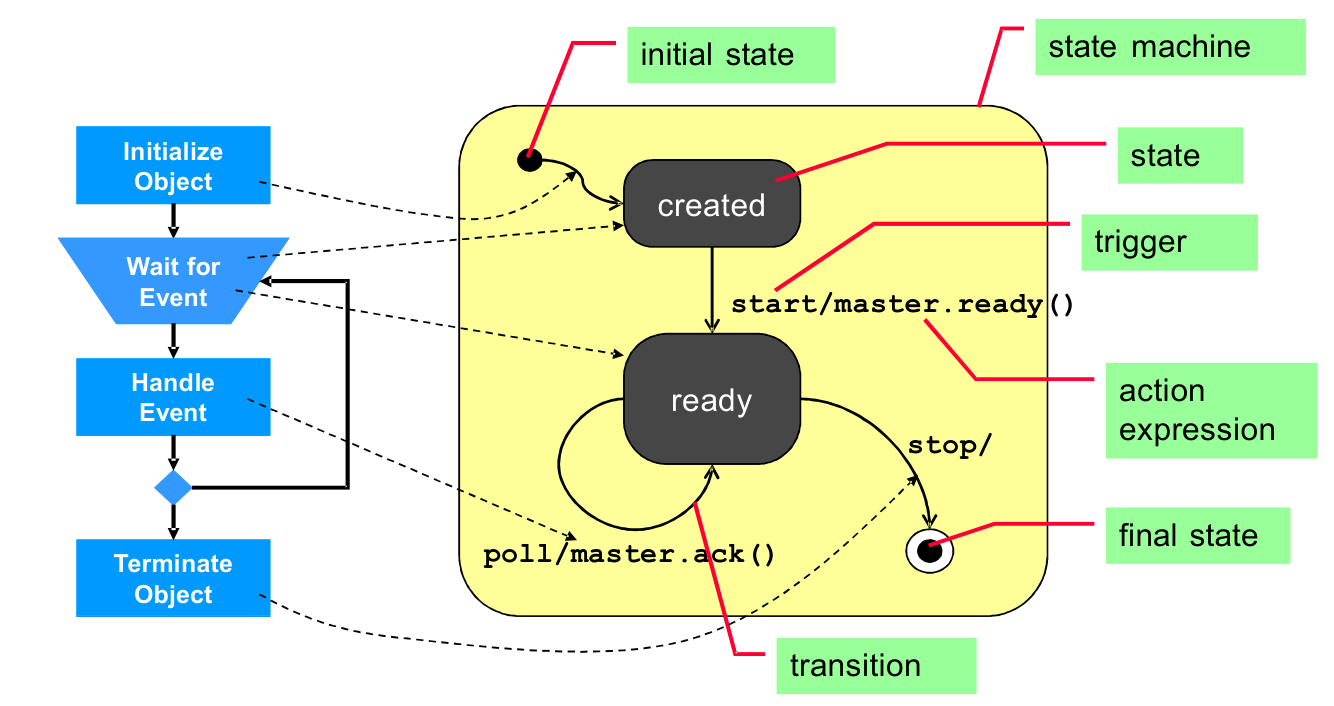 initial state
state machine
Initialize
Object
state
created
trigger
Wait for
Event
start/master.ready()
Handle
Event
ready
action
expression
stop/
final state
poll/master.ack()
Terminate
Object
transition